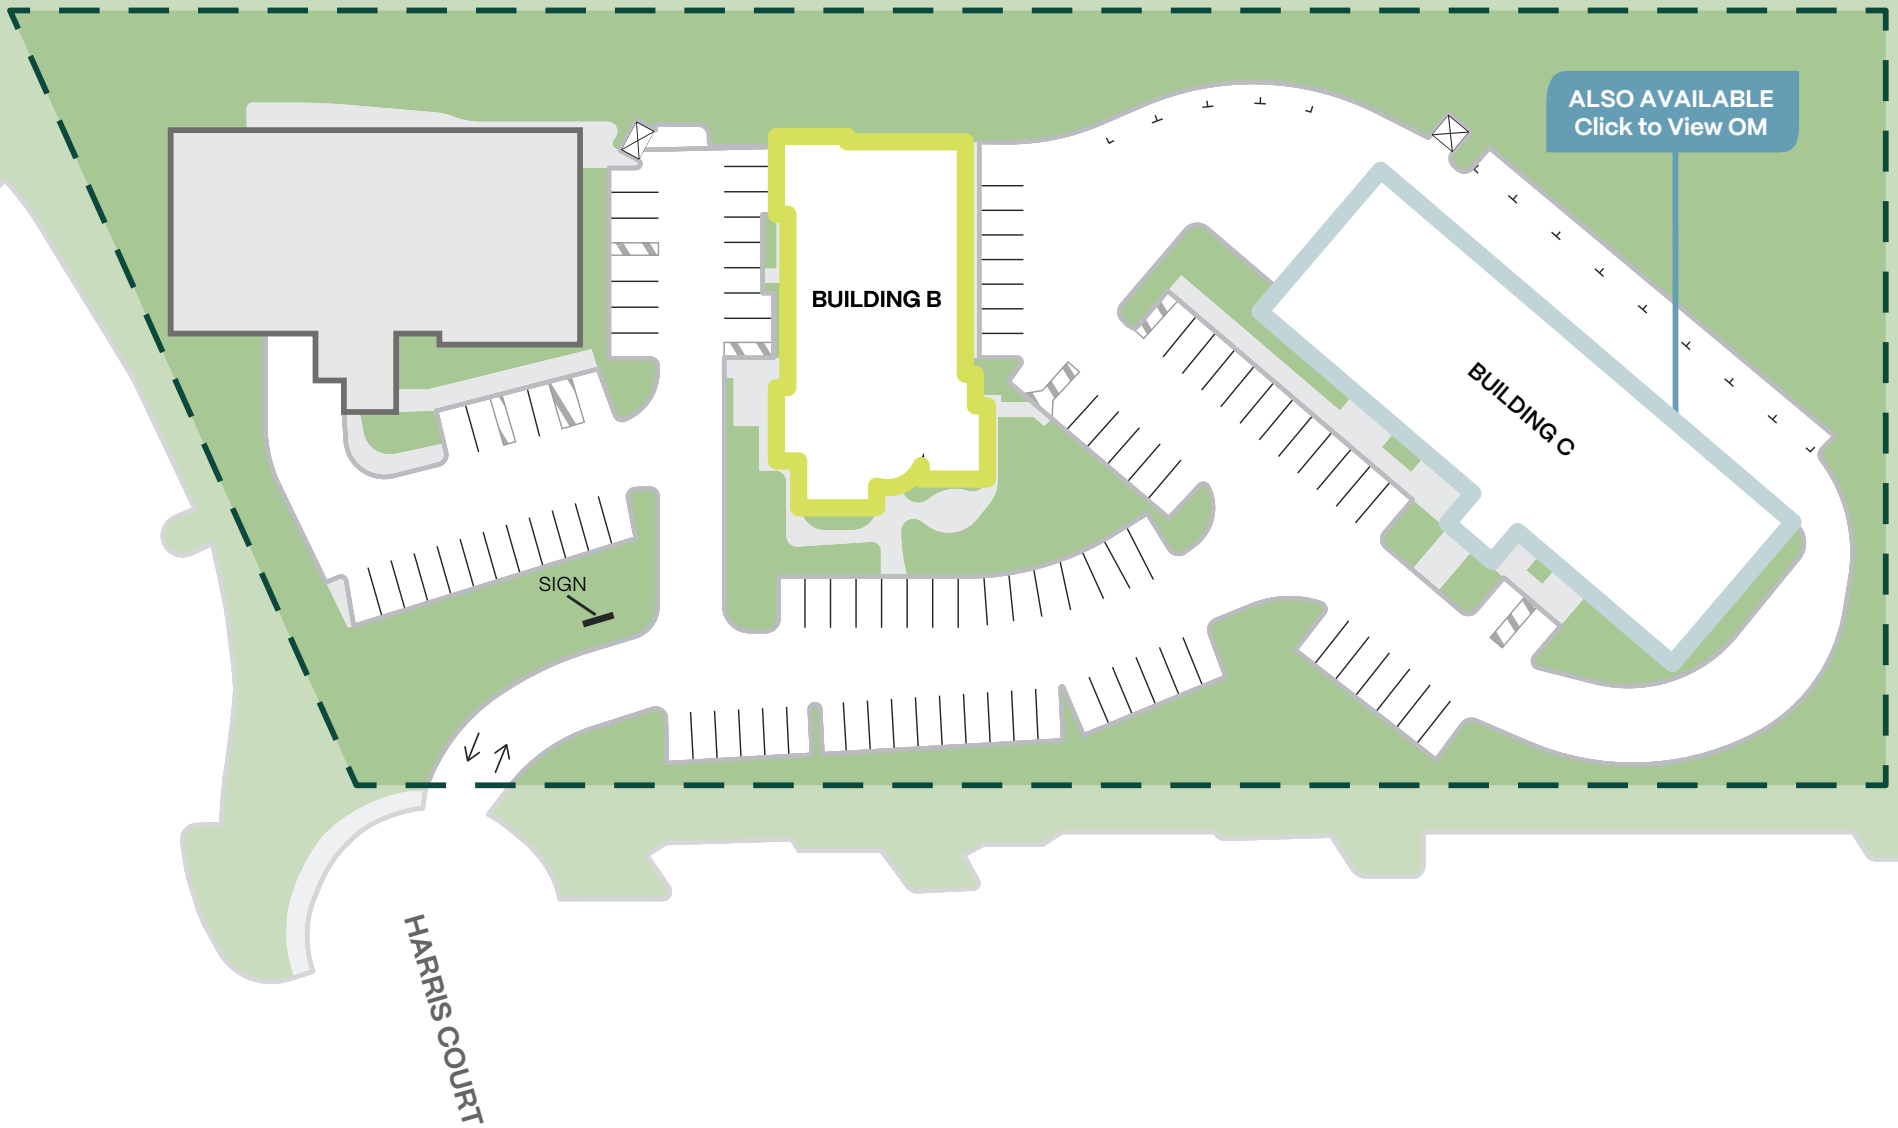 ALSO AVAILABLE
Click to View OM
BUILDING B
BUILDING C
SIGN
HARRIS COURT